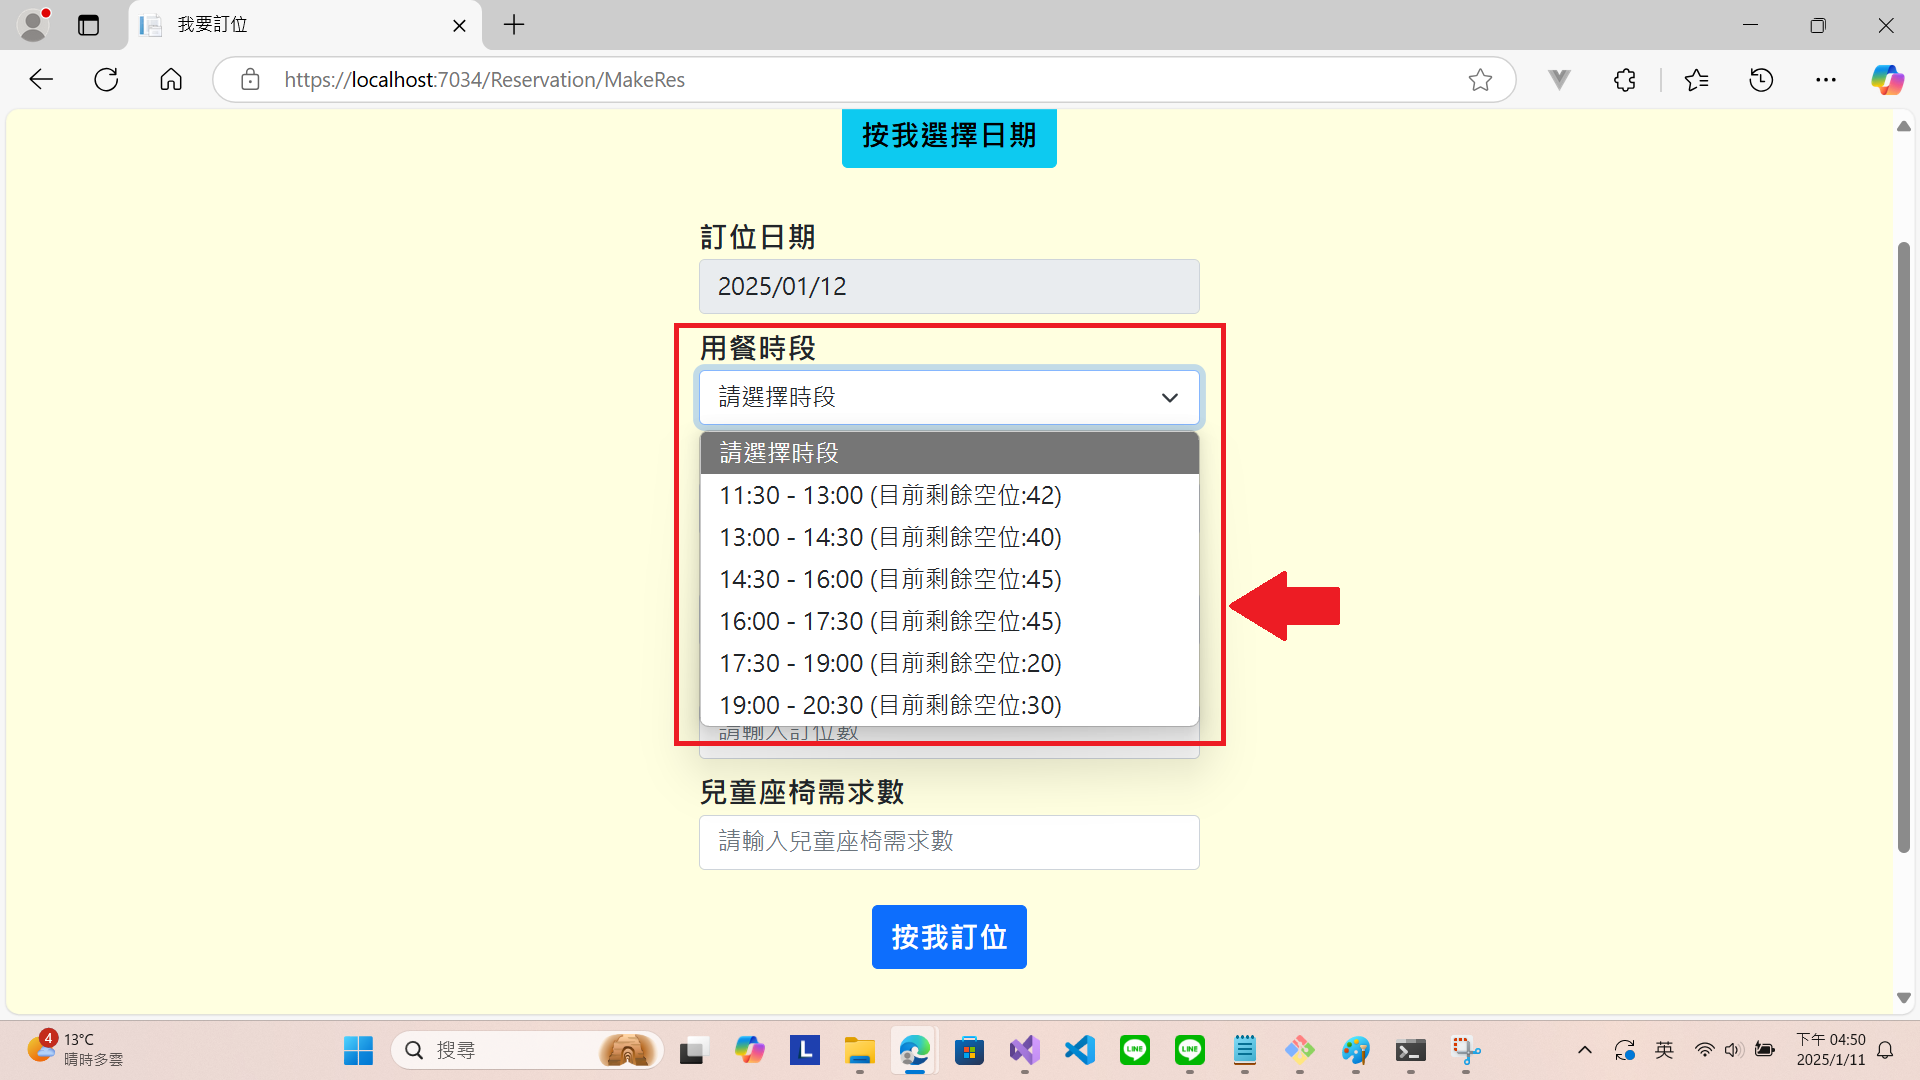 我要訂位
https://localhost:7034/Reservation/MakeRes
按我選擇日期
訂位日期
2025/01/12
用餐時段
請選擇時段
請選擇時段
11:30 - 13:00 (目前剩餘空位:42)
13:00 - 14:30 (目前剩餘空位:40)
14:30 - 16:00 (目前剩餘空位:45)
16:00 - 17:30 (目前剩餘空位:45)
17:30 - 19:00 (目前剩餘空位:20)
19:00 - 20:30 (目前剩餘空位:30)
請輸入訂位數
兒童座椅需求數
請輸入兒童座椅需求數
按我訂位
4
13°C
晴時多雲
搜尋
L
LINE
LINE
英
下午 04:50
2025/1/11